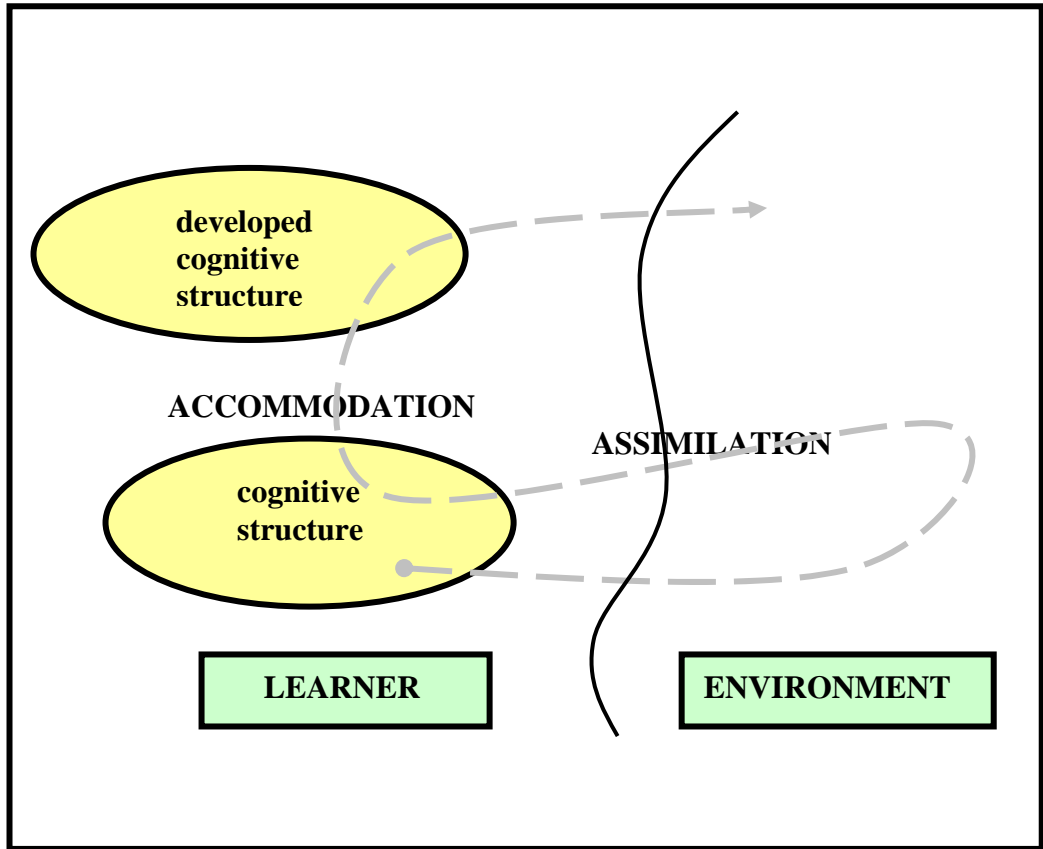 developed
cognitive
structure
ACCOMMODATION
ASSIMILATION
cognitive
structure
LEARNER
ENVIRONMENT